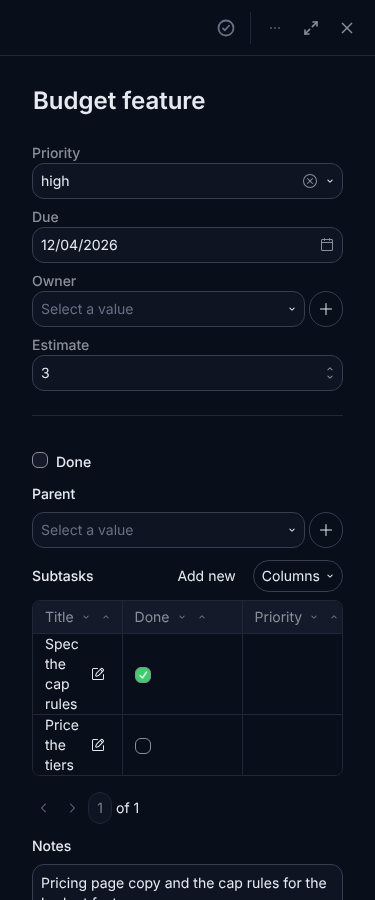 Budget feature
Priority
high
Due
12/04/2026
Owner
Select a value
Estimate
3
Done
Parent
Select a value
Subtasks Add new Columns
Title Done Priority
Spec
the
cap
rules
Price
the
tiers
1 of 1
Notes
Pricing page copy and the cap rules for the